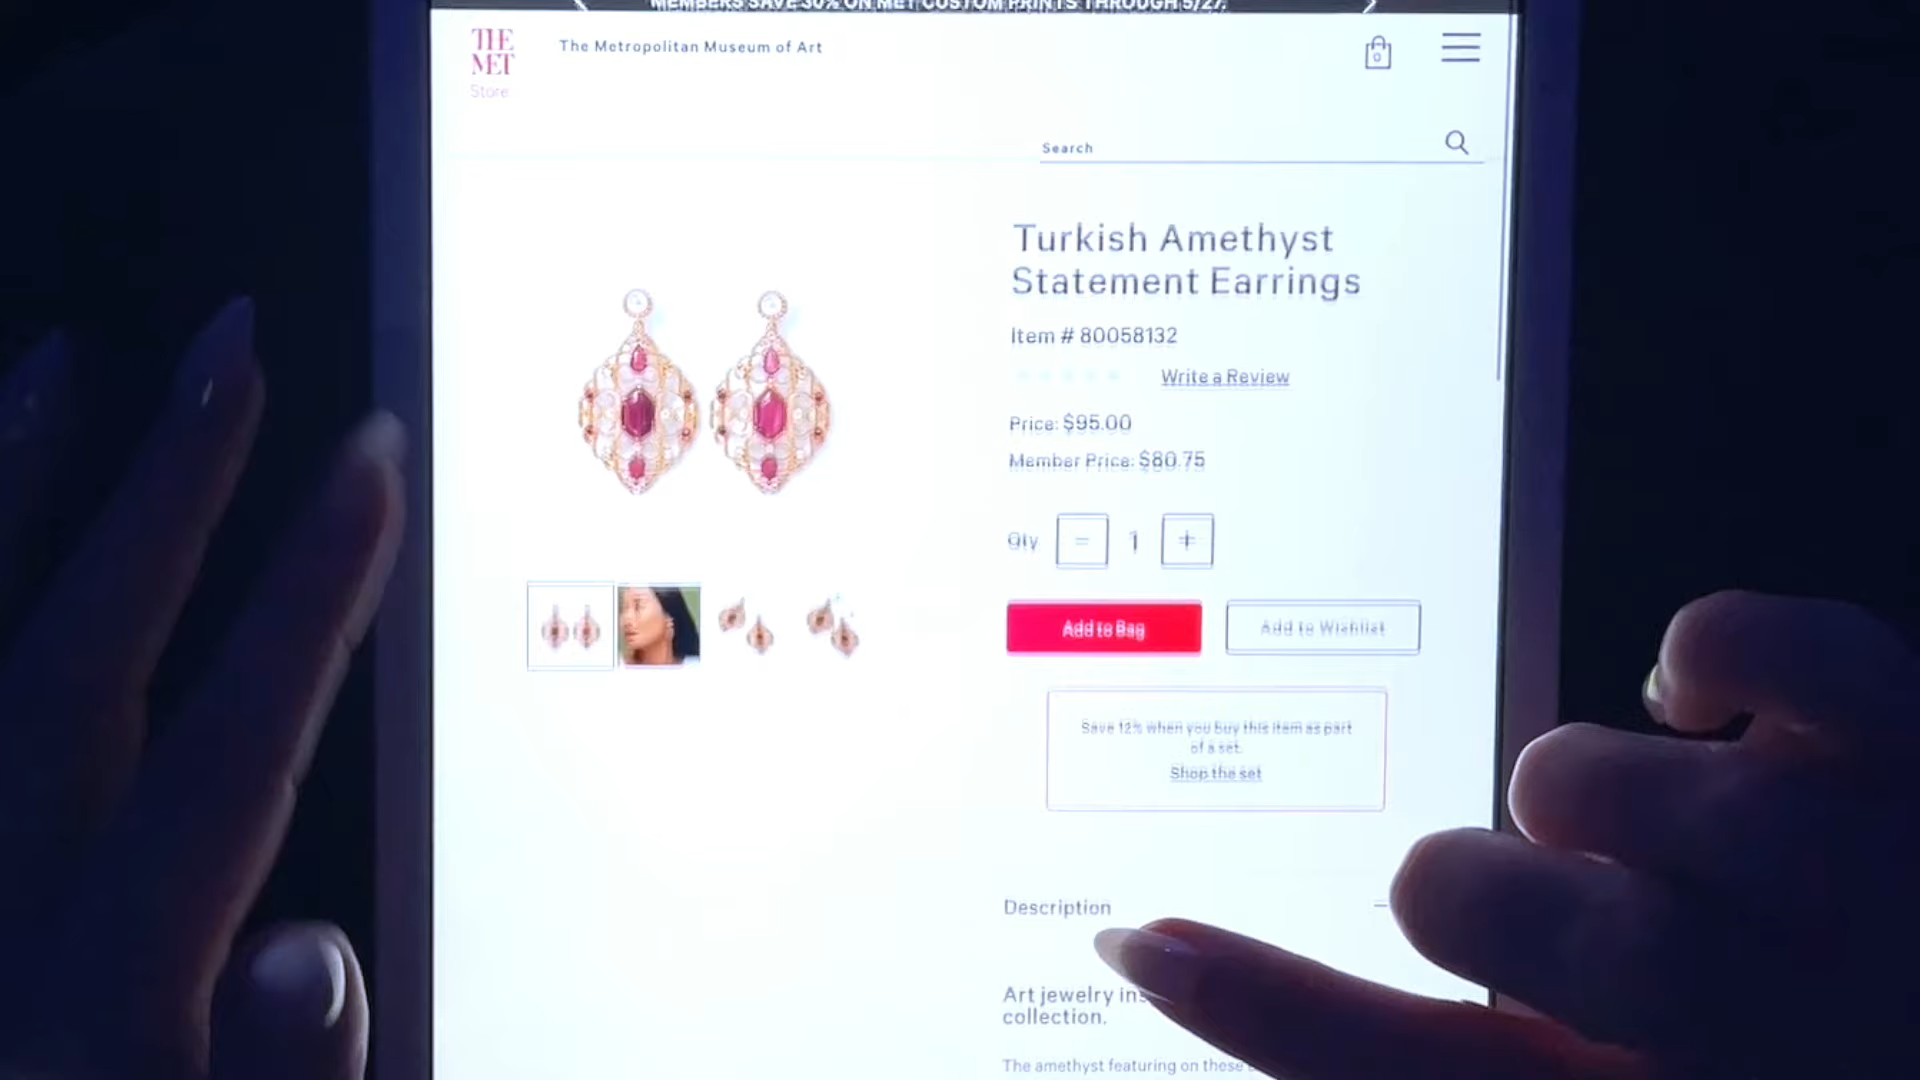 MEMBERS SAVE 30% ON MET CUSTOM PRINTS THROUGH 5/27.
THE
MET
Store
The Metropolitan Museum of Art
0
Search
Turkish Amethyst
Statement Earrings
Item # 80058132
Write a Review
Price: $95.00
Member Price: $80.75
Qty - 1 +
Add to Bag
Add to Wishlist
Save 12% when you buy this item as part
of a set.
Shop the set
Description
Art jewelry
collection.
The amethyst featuring on these